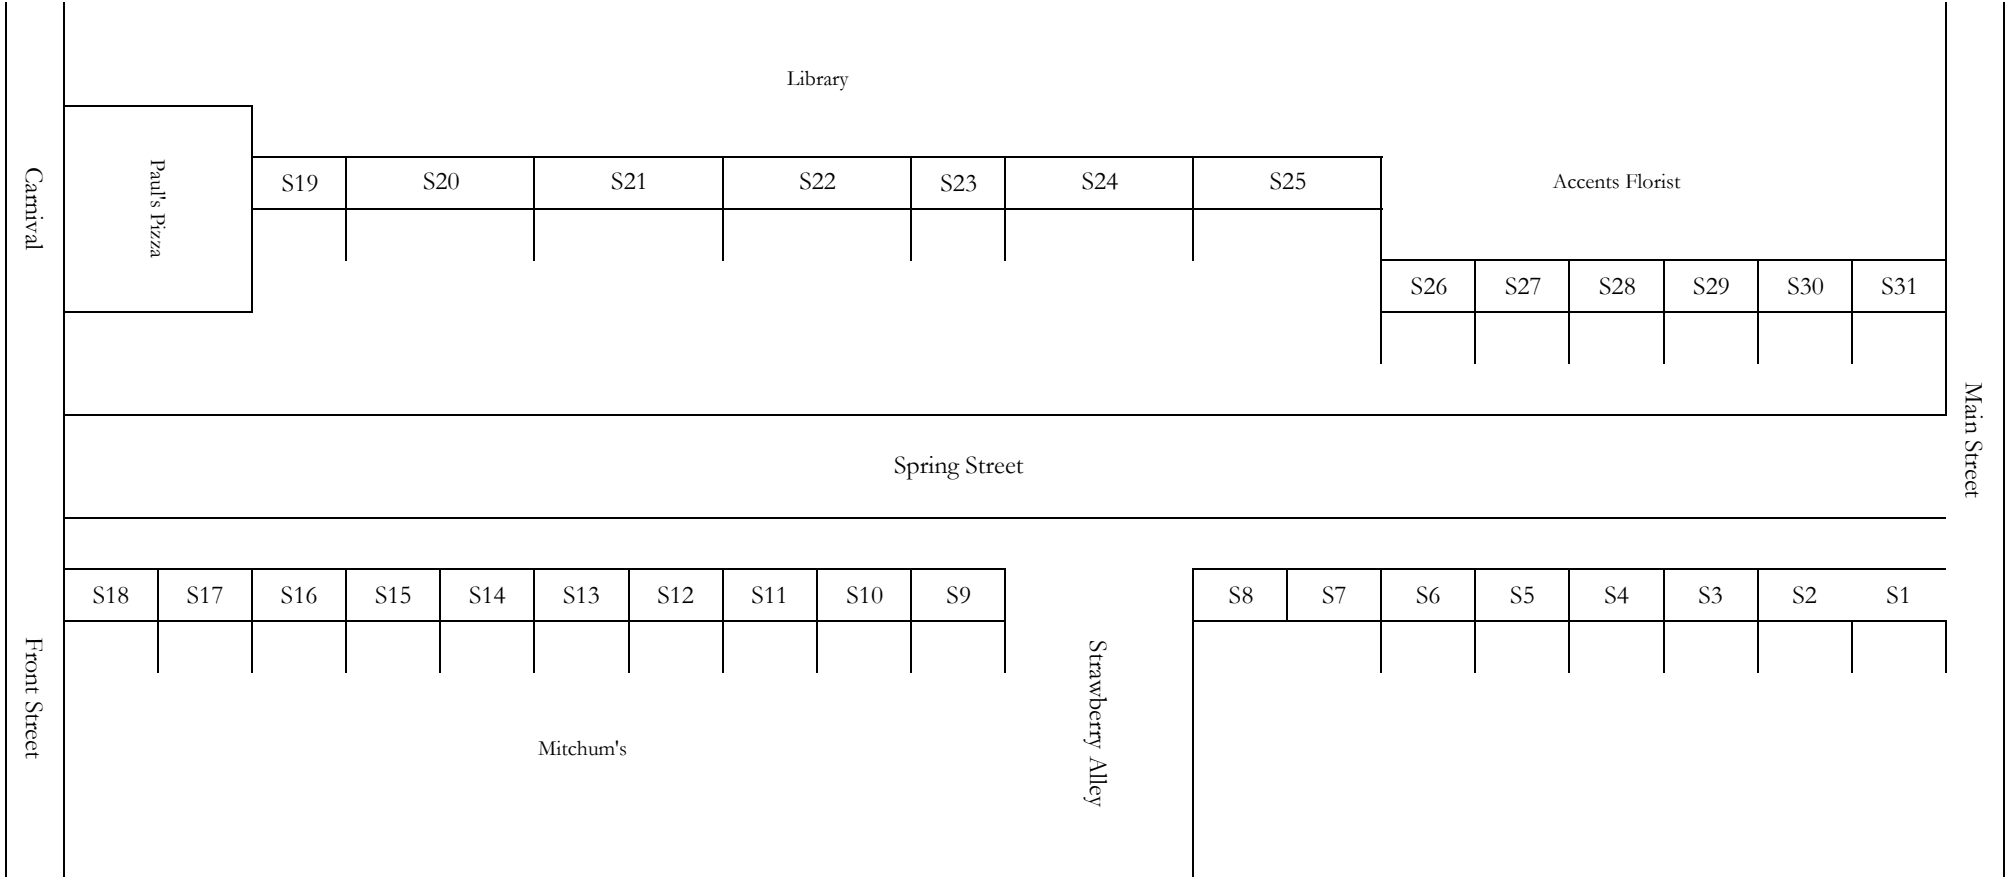 Library
Carnival
Paul's Pizza
S19
S20
S21
S22
S23
S24
S25
Accents Florist
S26
S27
S28
S29
S30
S31
Main Street
Spring Street
S18
S17
S16
S15
S14
S13
S12
S11
S10
S9
S8
S7
S6
S5
S4
S3
S2
S1
Front Street
Strawberry Alley
Mitchum's